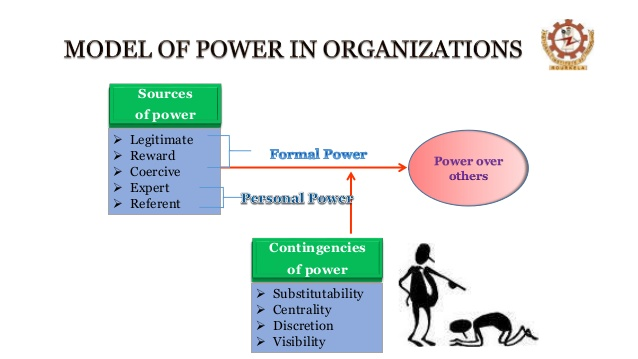 MODEL OF POWER IN ORGANIZATIONS
Sources
of power
➢ Legitimate
➢ Reward
➢ Coercive
➢ Expert
➢ Referent
Formal Power
Personal Power
Power over
others
Contingencies
of power
➢ Substitutability
➢ Centrality
➢ Discretion
➢ Visibility